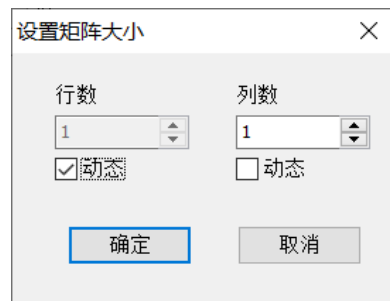 设置矩阵大小
行数 列数
1 1
动态 动态
确定 取消